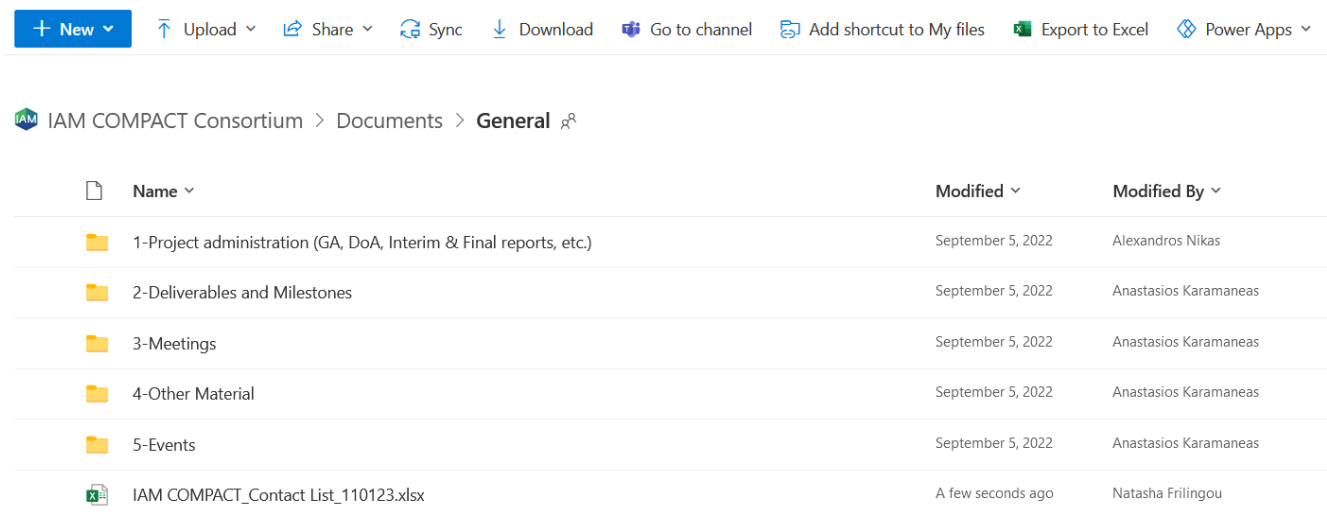 New Upload Share Sync Download Go to channel Add shortcut to My files Export to Excel Power Apps
IAM IAM COMPACT Consortium > Documents > General
Name Modified Modified By
1-Project administration (GA, DoA, Interim & Final reports, etc.) September 5, 2022 Alexandros Nikas
2-Deliverables and Milestones September 5, 2022 Anastasios Karamaneas
3-Meetings September 5, 2022 Anastasios Karamaneas
4-Other Material September 5, 2022 Anastasios Karamaneas
5-Events September 5, 2022 Anastasios Karamaneas
IAM COMPACT_Contact List_110123.xlsx A few seconds ago Natasha Frilingou